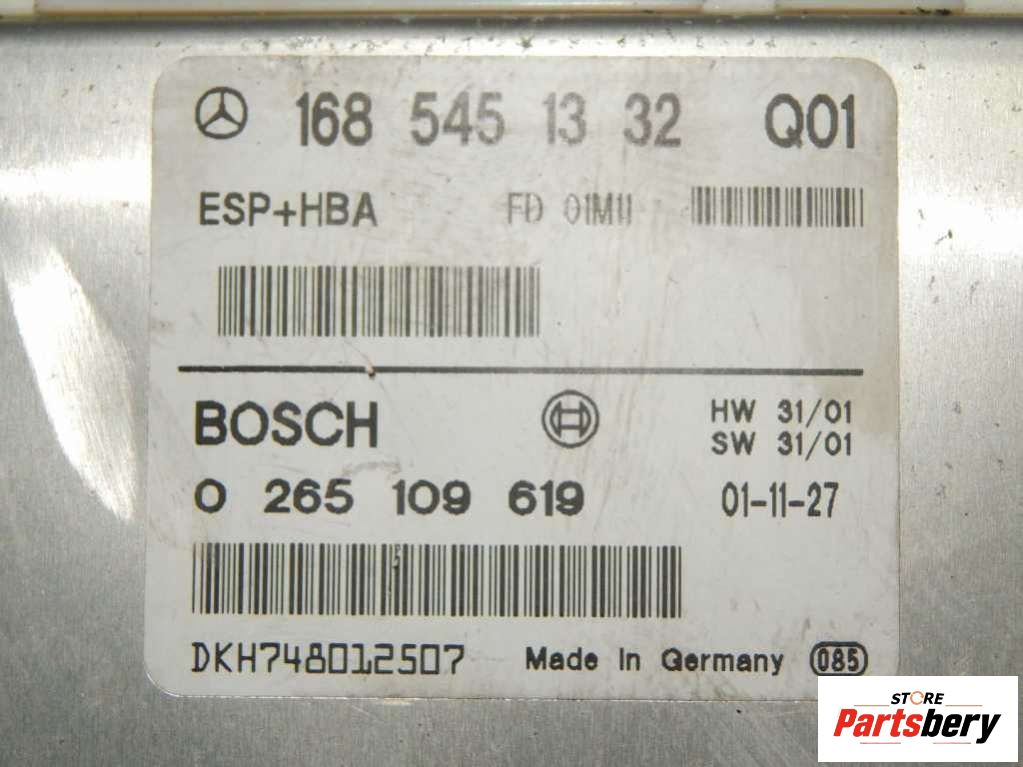 168 545 13 32 Q01
ESP+HBA FD 01M11
BOSCH HW 31/01
SW 31/01
0 265 109 619 01-11-27
DKH748012507 Made in Germany 085
STORE
Partsbery